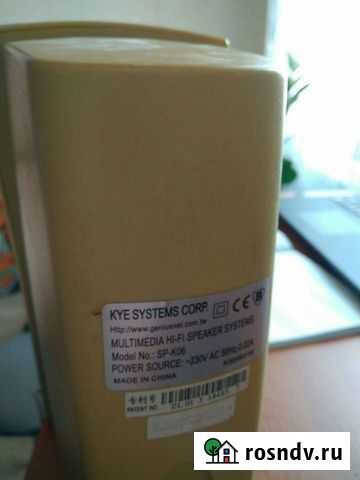 KYE SYSTEMS CORP.
Http://www.geniusnet.com.tw
MULTIMEDIA HI-FI SPEAKER SYSTEMS
Model No.: SP-K06
POWER SOURCE: ~230V AC 50Hz
MADE IN CHINA
CE
PATENT NO
rosndv.ru